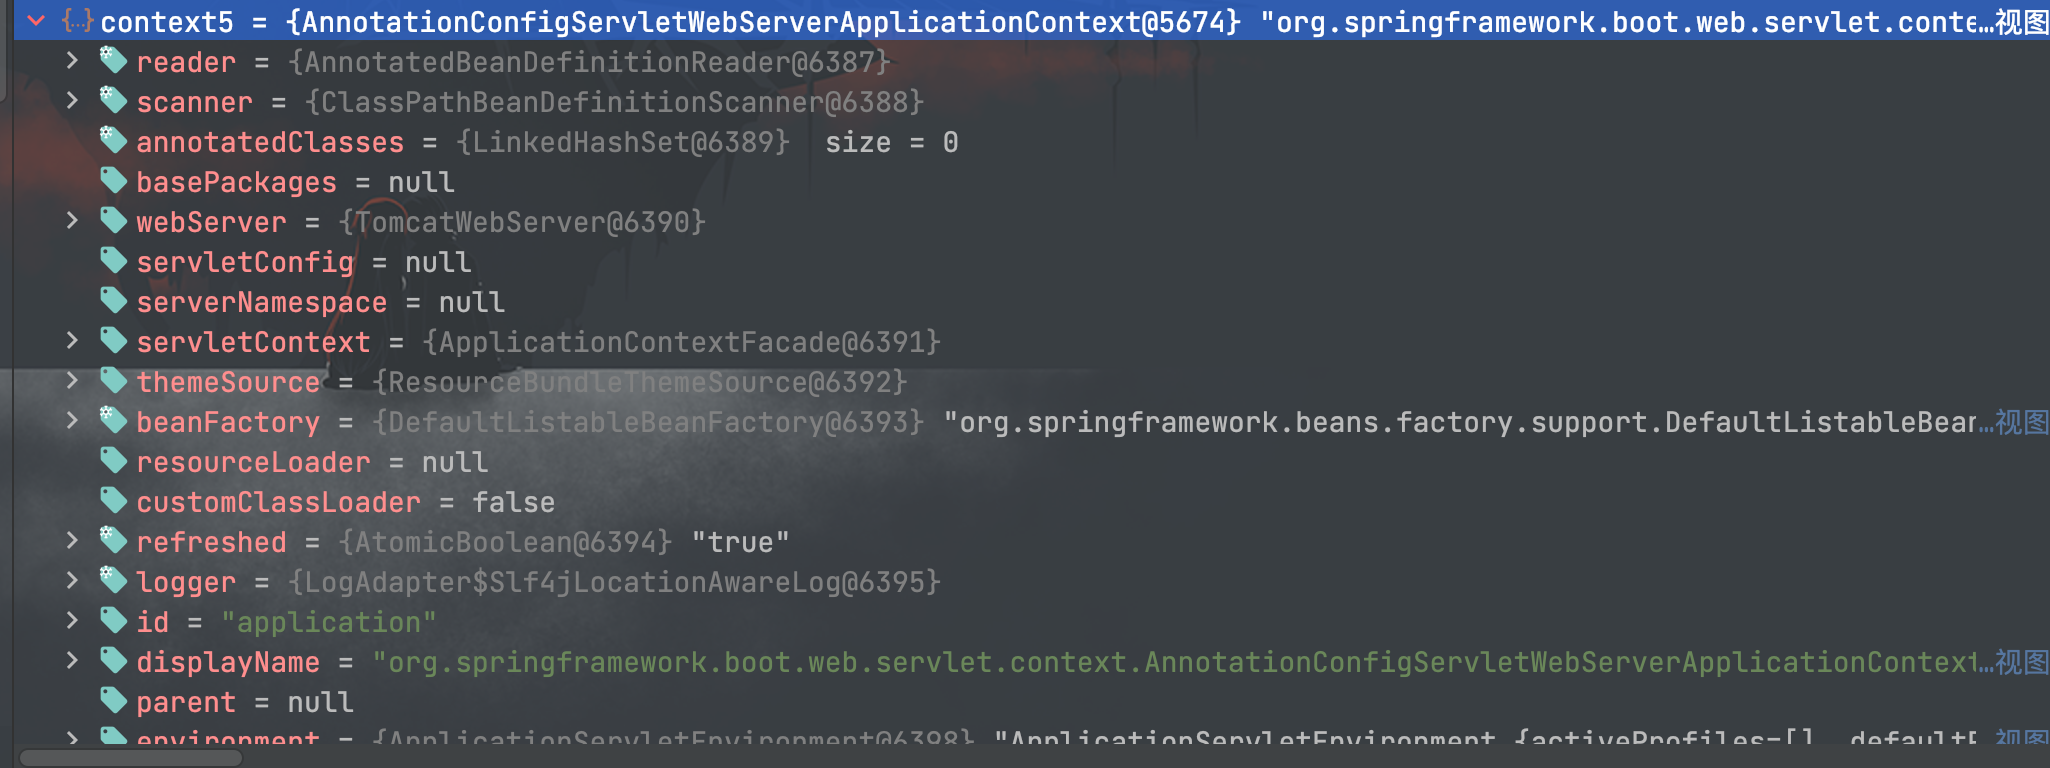 context5 = {AnnotationConfigServletWebServerApplicationContext@5674} "org.springframework.boot.web.servlet.conte…视图
reader = {AnnotatedBeanDefinitionReader@6387}
scanner = {ClassPathBeanDefinitionScanner@6388}
annotatedClasses = {LinkedHashSet@6389} size = 0
basePackages = null
webServer = {TomcatWebServer@6390}
servletConfig = null
serverNamespace = null
servletContext = {ApplicationContextFacade@6391}
themeSource = {ResourceBundleThemeSource@6392}
beanFactory = {DefaultListableBeanFactory@6393} "org.springframework.beans.factory.support.DefaultListableBean…视图
resourceLoader = null
customClassLoader = false
refreshed = {AtomicBoolean@6394} "true"
logger = {LogAdapter$Slf4jLocationAwareLog@6395}
id = "application"
displayName = "org.springframework.boot.web.servlet.context.AnnotationConfigServletWebServerApplicationContext…视图
parent = null
environment = {ApplicationServletEnvironment@6398} "ApplicationServletEnvironment {activeProfiles=[], default…视图